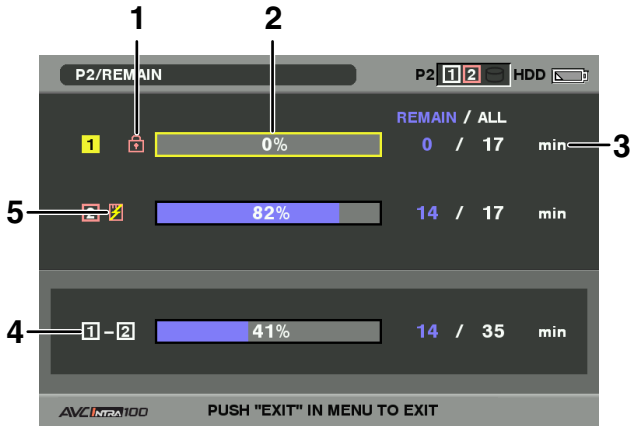 1 2
P2/REMAIN P2 1 2 HDD
REMAIN / ALL
1 0% 0 / 17 min 3
5 2 82% 14 / 17 min
4 1 - 2 41% 14 / 35 min
AVC INTRA 100 PUSH "EXIT" IN MENU TO EXIT